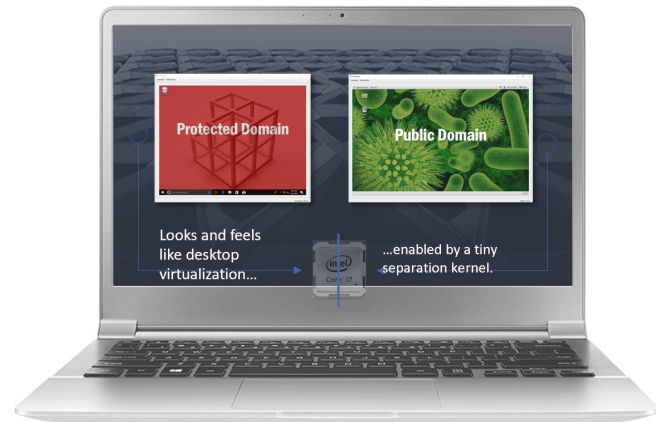 Protected Domain
Public Domain
Looks and feels
like desktop
virtualization…
…enabled by a tiny
separation kernel.
intel
Core i7